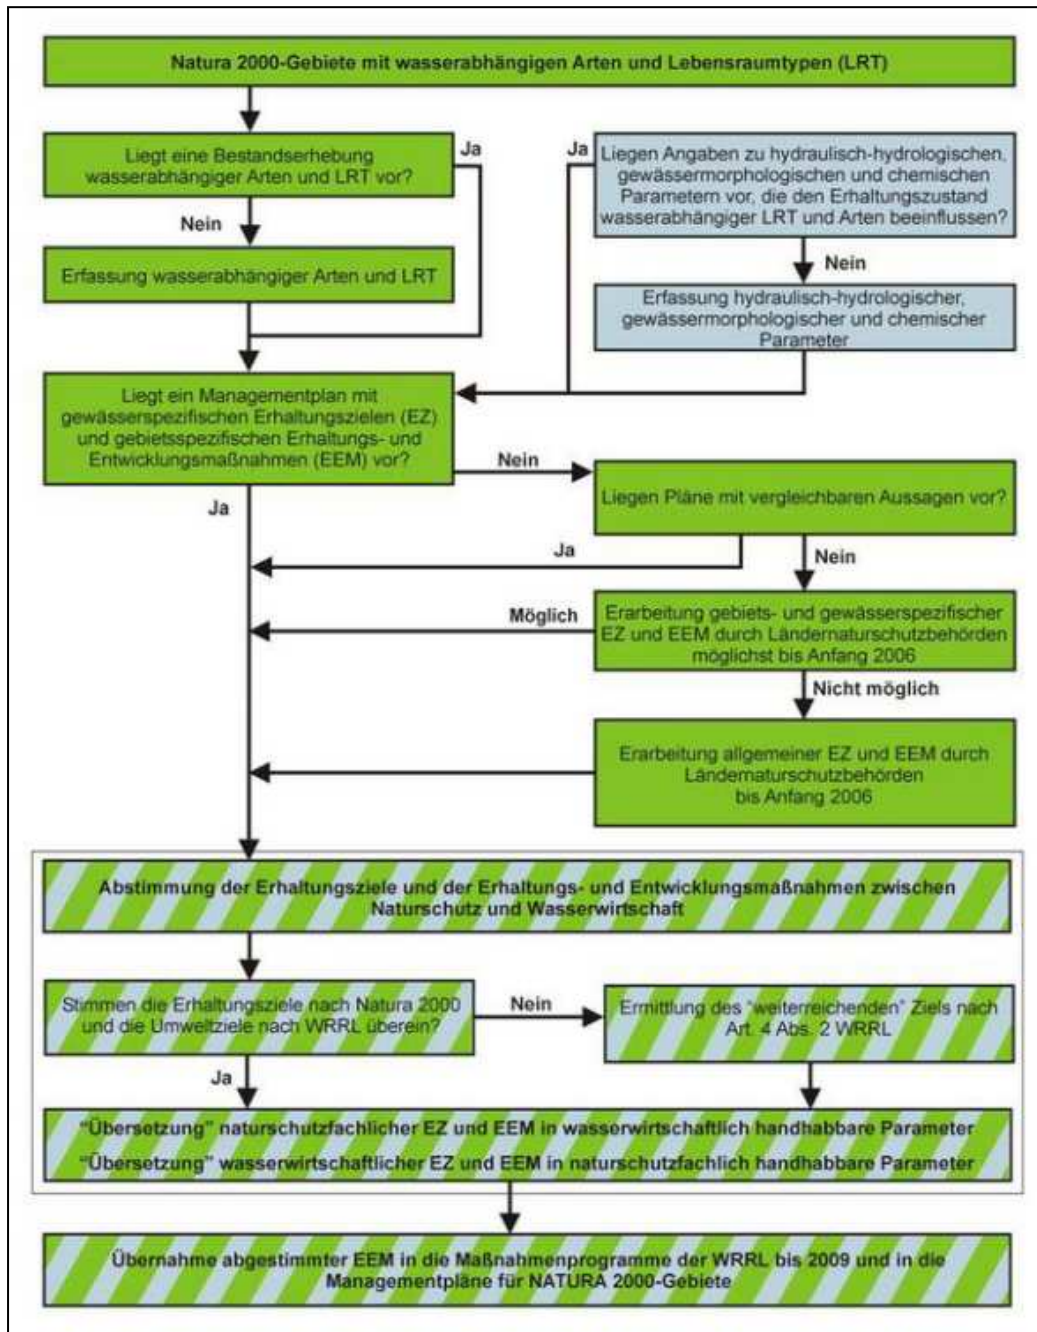 Natura 2000-Gebiete mit wasserabhängigen Arten und Lebensraumtypen (LRT)
Liegt eine Bestandserhebung
wasserabhängiger Arten und LRT vor?
Ja
Nein
Erfassung wasserabhängiger Arten und LRT
Ja
Liegen Angaben zu hydraulisch-hydrologischen,
gewässermorphologischen und chemischen
Parametern vor, die den Erhaltungszustand
wasserabhängiger LRT und Arten beeinflussen?
Nein
Erfassung hydraulisch-hydrologischer,
gewässermorphologischer und chemischer
Parameter
Liegt ein Managementplan mit
gewässerspezifischen Erhaltungszielen (EZ)
und gebietsspezifischen Erhaltungs- und
Entwicklungsmaßnahmen (EEM) vor?
Nein
Ja
Liegen Pläne mit vergleichbaren Aussagen vor?
Ja
Nein
Möglich
Erarbeitung gebiets- und gewässerspezifischer
EZ und EEM durch Ländernaturschutzbehörden
möglichst bis Anfang 2006
Nicht möglich
Erarbeitung allgemeiner EZ und EEM durch
Ländernaturschutzbehörden
bis Anfang 2006
Abstimmung der Erhaltungsziele und der Erhaltungs- und Entwicklungsmaßnahmen zwischen
Naturschutz und Wasserwirtschaft
Stimmen die Erhaltungsziele nach Natura 2000
und die Umweltziele nach WRRL überein?
Nein
Ermittlung des "weiterreichenden" Ziels nach
Art. 4 Abs. 2 WRRL
Ja
"Übersetzung" naturschutzfachlicher EZ und EEM in wasserwirtschaftlich handhabbare Parameter
"Übersetzung" wasserwirtschaftlicher EZ und EEM in naturschutzfachlich handhabbare Parameter
Übernahme abgestimmter EEM in die Maßnahmenprogramme der WRRL bis 2009 und in die
Managementpläne für NATURA 2000-Gebiete